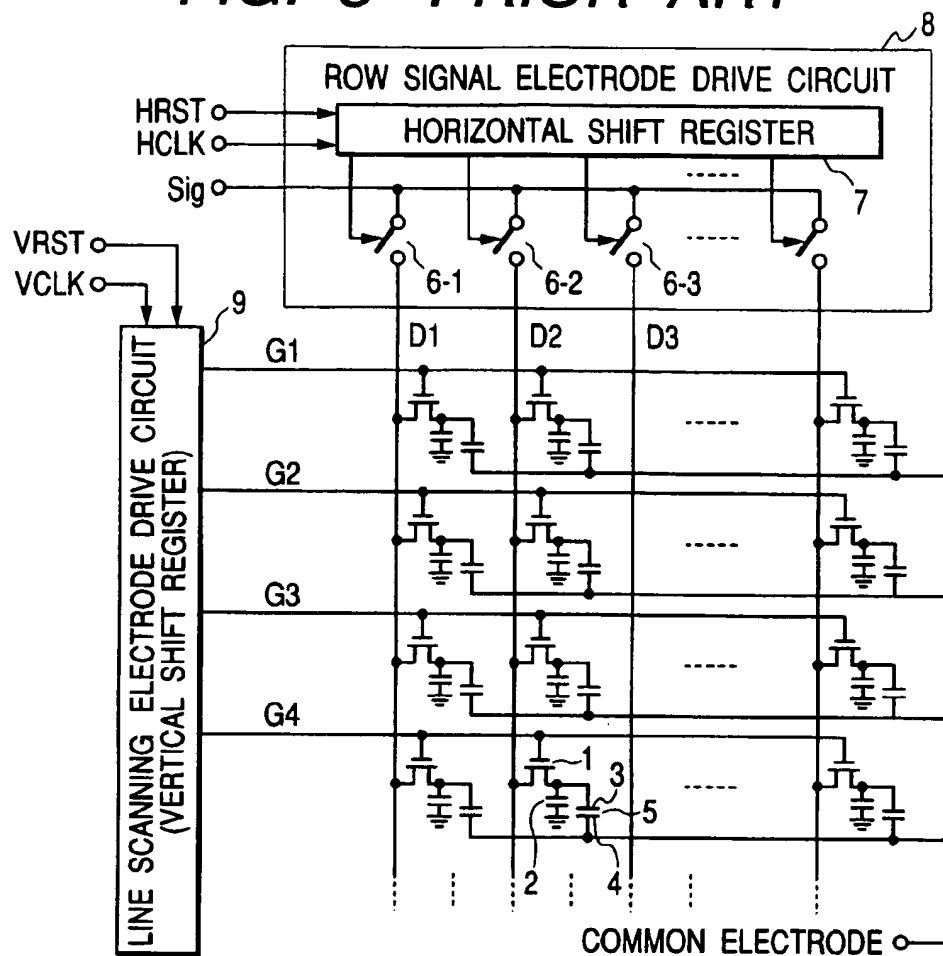 8
ROW SIGNAL ELECTRODE DRIVE CIRCUIT
HRST
HORIZONTAL SHIFT REGISTER
HCLK
Sig
7
VRST
VCLK
6-1
6-2
6-3
9
D1
D2
D3
G1
G2
G3
G4
LINE SCANNING ELECTRODE DRIVE CIRCUIT
(VERTICAL SHIFT REGISTER)
1
3
5
2
4
COMMON ELECTRODE